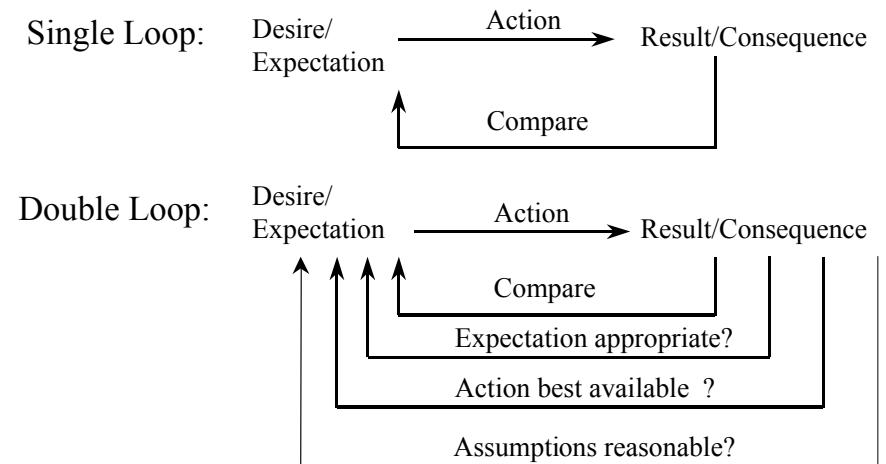 Single Loop:
Desire/
Expectation
Action
Result/Consequence
Compare
Double Loop:
Desire/
Expectation
Action
Result/Consequence
Compare
Expectation appropriate?
Action best available ?
Assumptions reasonable?